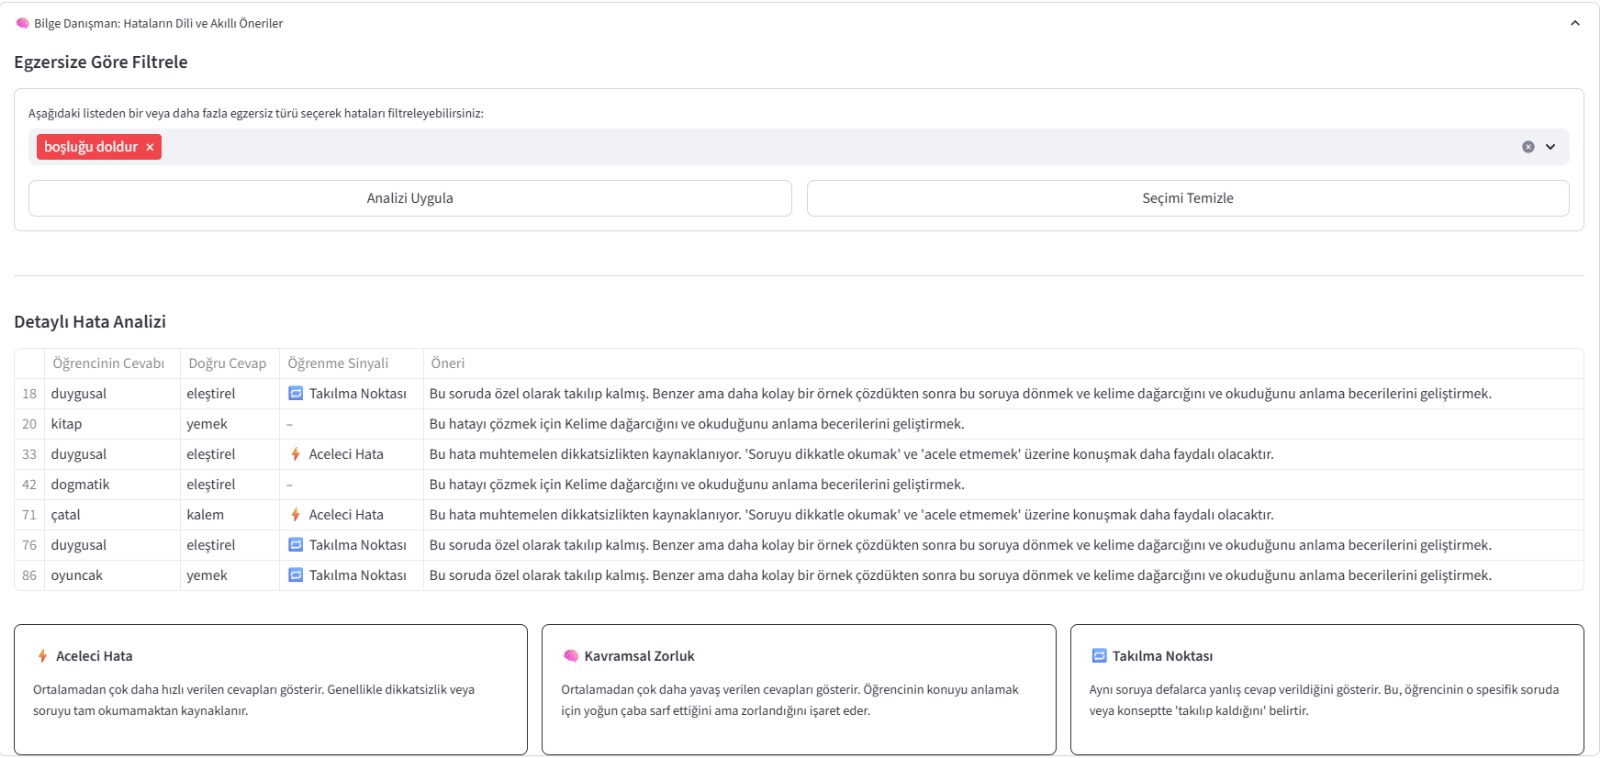 🧠 Bilge Danışman: Hataların Dili ve Akıllı Öneriler
Egzersize Göre Filtrele
Aşağıdaki listeden bir veya daha fazla egzersiz türü seçerek hataları filtreleyebilirsiniz:
boşluğu doldur ×
Analizi Uygula Seçimi Temizle
Detaylı Hata Analizi
Öğrencinin Cevabı Doğru Cevap Öğrenme Sinyali Öneri
18 duygusal eleştirel 🔁 Takılma Noktası Bu soruda özel olarak takılıp kalmış. Benzer ama daha kolay bir örnek çözdükten sonra bu soruya dönmek ve kelime dağarcığını ve okuduğunu anlama becerilerini geliştirmek.
20 kitap yemek – Bu hatayı çözmek için Kelime dağarcığını ve okuduğunu anlama becerilerini geliştirmek.
33 duygusal eleştirel ⚡ Aceleci Hata Bu hata muhtemelen dikkatsizlikten kaynaklanıyor. 'Soruyu dikkatle okumak' ve 'acele etmemek' üzerine konuşmak daha faydalı olacaktır.
42 dogmatik eleştirel – Bu hatayı çözmek için Kelime dağarcığını ve okuduğunu anlama becerilerini geliştirmek.
71 çatal kalem ⚡ Aceleci Hata Bu hata muhtemelen dikkatsizlikten kaynaklanıyor. 'Soruyu dikkatle okumak' ve 'acele etmemek' üzerine konuşmak daha faydalı olacaktır.
76 duygusal eleştirel 🔁 Takılma Noktası Bu soruda özel olarak takılıp kalmış. Benzer ama daha kolay bir örnek çözdükten sonra bu soruya dönmek ve kelime dağarcığını ve okuduğunu anlama becerilerini geliştirmek.
86 oyuncak yemek 🔁 Takılma Noktası Bu soruda özel olarak takılıp kalmış. Benzer ama daha kolay bir örnek çözdükten sonra bu soruya dönmek ve kelime dağarcığını ve okuduğunu anlama becerilerini geliştirmek.
⚡ Aceleci Hata
Ortalamadan çok daha hızlı verilen cevapları gösterir. Genellikle dikkatsizlik veya
soruyu tam okumamaktan kaynaklanır.
🧠 Kavramsal Zorluk
Ortalamadan çok daha yavaş verilen cevapları gösterir. Öğrencinin konuyu anlamak
için yoğun çaba sarf ettiğini ama zorlandığını işaret eder.
🔁 Takılma Noktası
Aynı soruya defalarca yanlış cevap verildiğini gösterir. Bu, öğrencinin o spesifik soruda
veya konseptte 'takılıp kaldığını' belirtir.